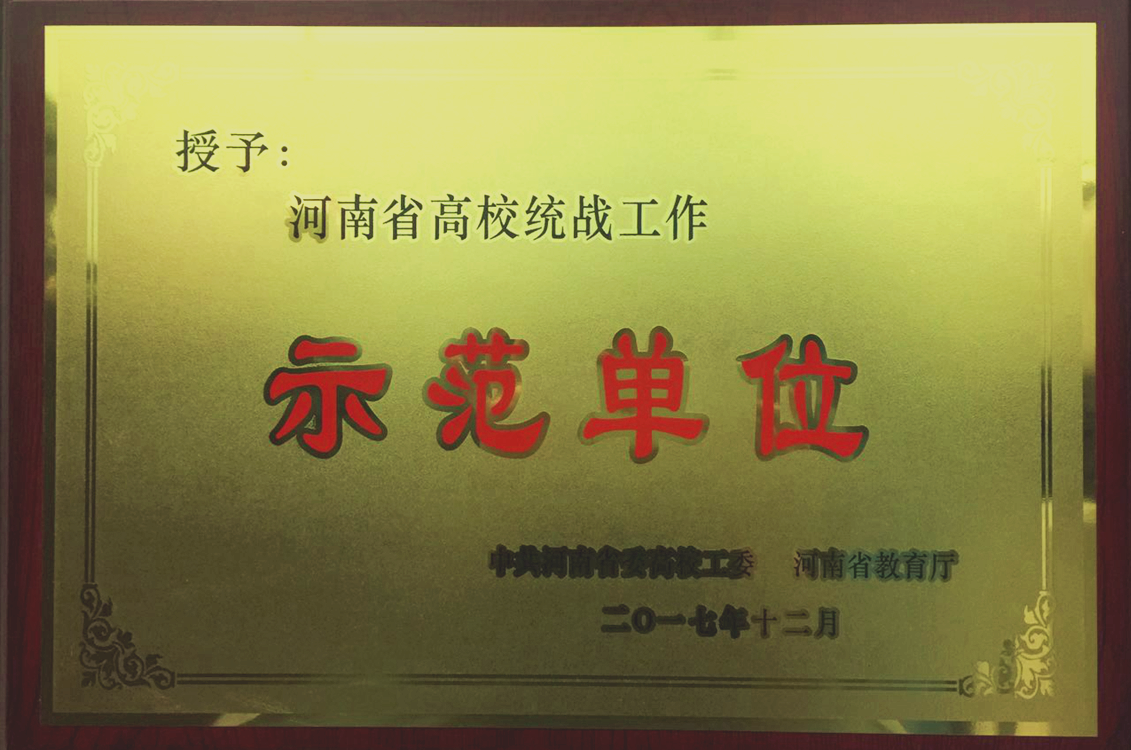 授予：
河南省高校统战工作
示范单位
中共河南省委高校工委 河南省教育厅
二〇一七年十二月